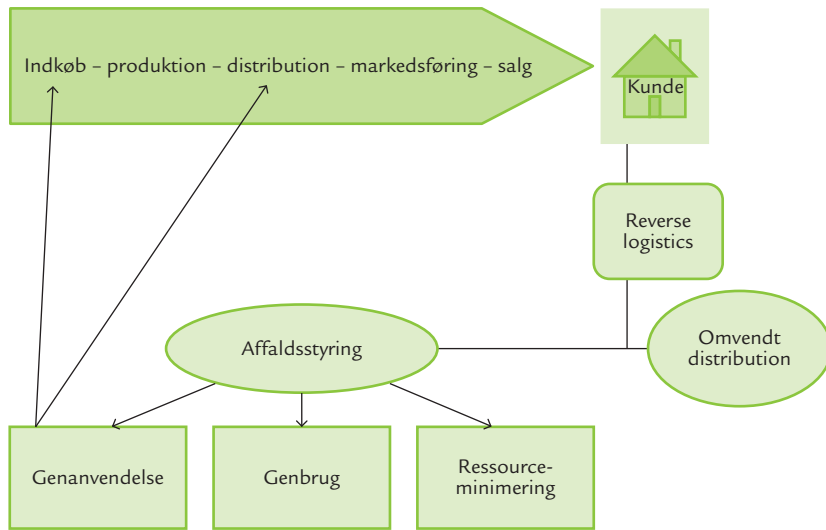 Indkøb – produktion – distribution – markedsføring – salg
Kunde
Reverse
logistics
Affaldsstyring
Omvendt
distribution
Genanvendelse
Genbrug
Ressource-
minimering